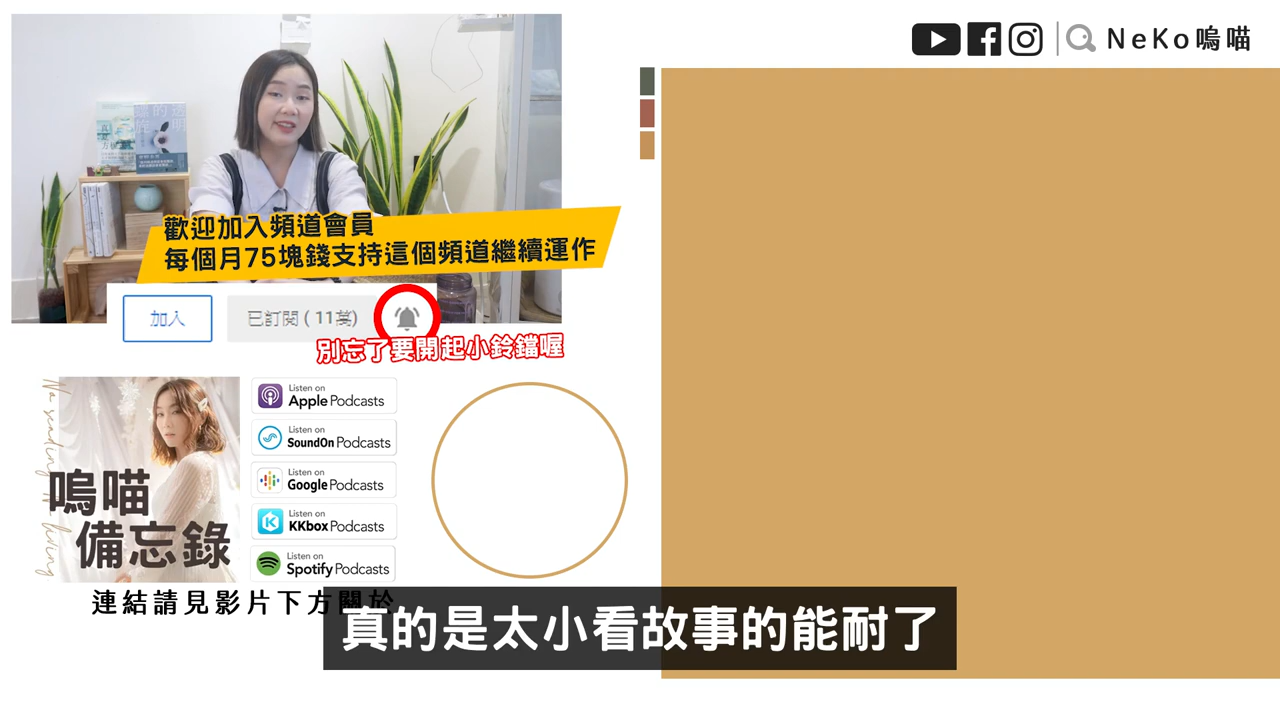 NeKo嗚喵
歡迎加入頻道會員
每個月75塊錢支持這個頻道繼續運作
加入
已訂閱 ( 11萬)
別忘了要開起小鈴鐺喔
嗚喵
備忘錄
Listen on
Apple Podcasts
Listen on
SoundOn Podcasts
Listen on
Google Podcasts
Listen on
KKbox Podcasts
Listen on
Spotify Podcasts
連結請見影片下方關於
真的是太小看故事的能耐了